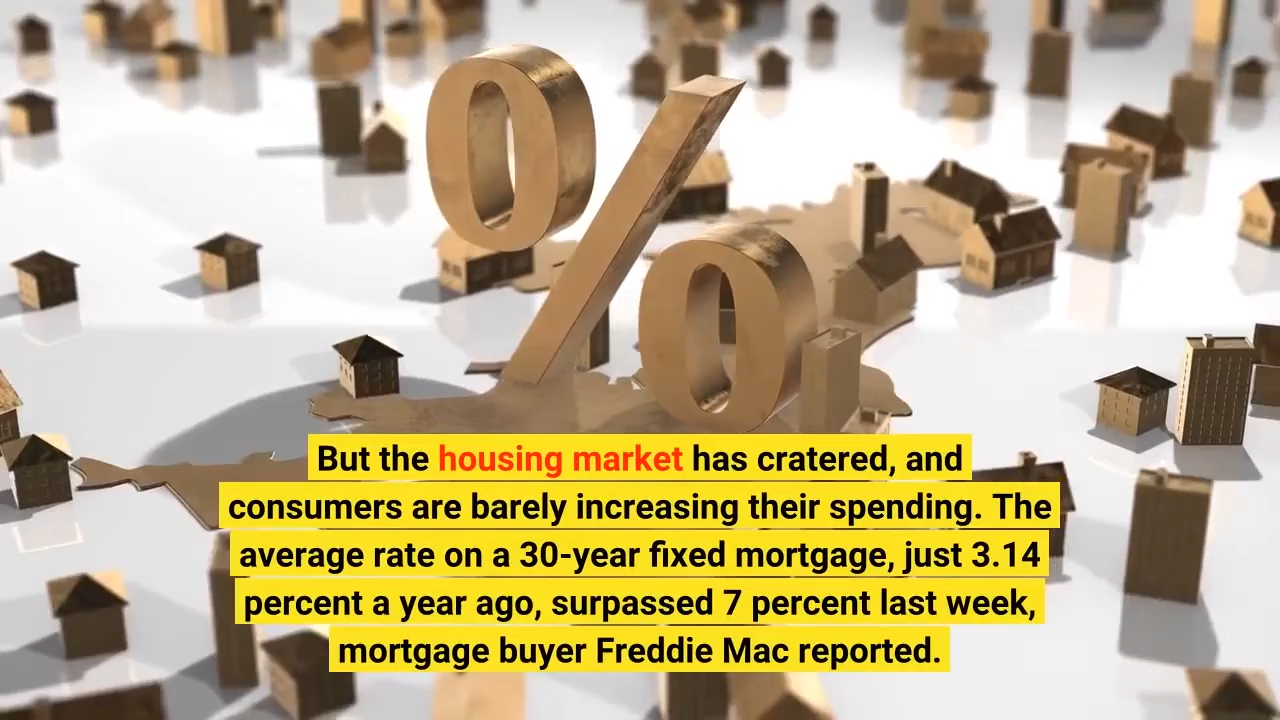 But the housing market has cratered, and
consumers are barely increasing their spending. The
average rate on a 30-year fixed mortgage, just 3.14
percent a year ago, surpassed 7 percent last week,
mortgage buyer Freddie Mac reported.